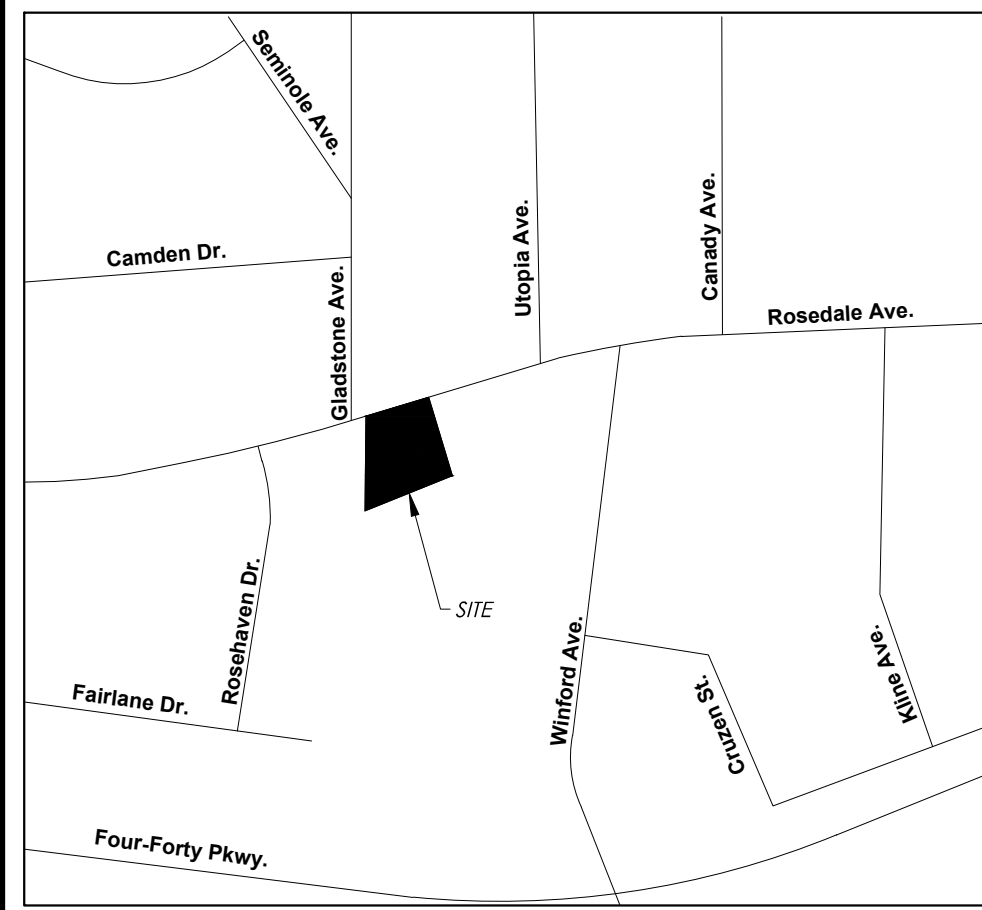 Seminole Ave.
Camden Dr.
Gladstone Ave.
Utopia Ave.
Canady Ave.
Rosedale Ave.
SITE
Rosehaven Dr.
Fairlane Dr.
Winford Ave.
Cruzen St.
Kline Ave.
Four-Forty Pkwy.